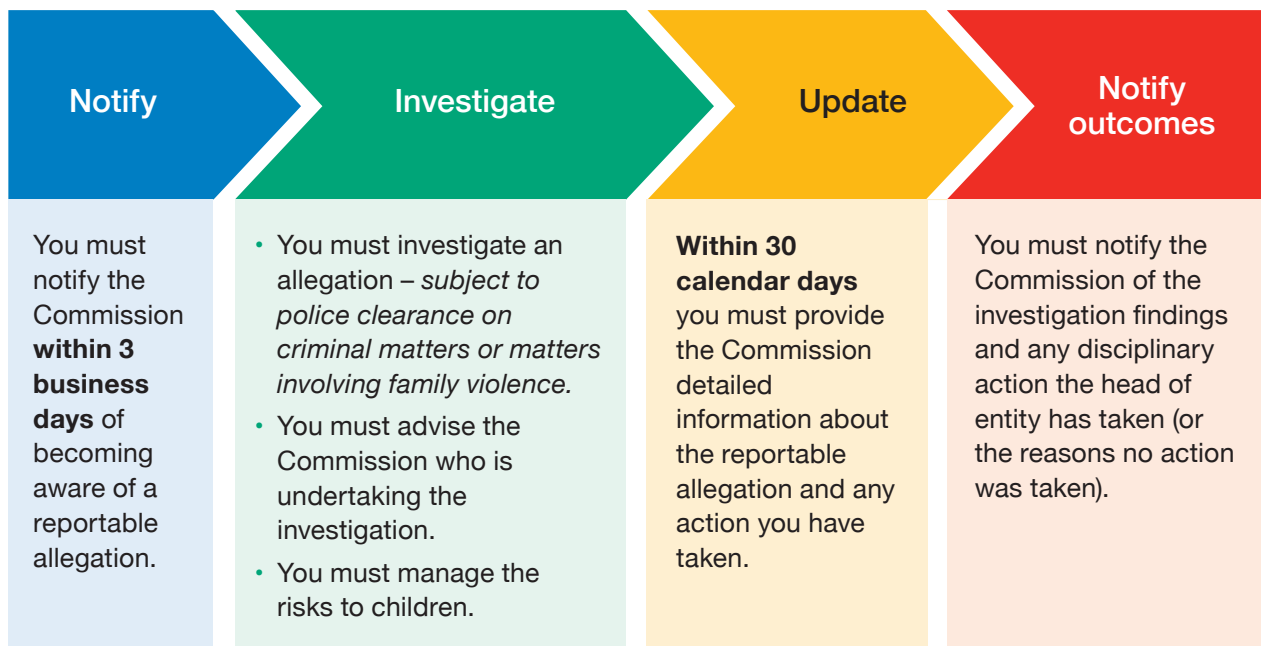 Notify
Investigate
Update
Notify
outcomes
You must
notify the
Commission
within 3
business
days of
becoming
aware of a
reportable
allegation.
• You must investigate an
allegation – subject to
police clearance on
criminal matters or matters
involving family violence.
• You must advise the
Commission who is
undertaking the
investigation.
• You must manage the
risks to children.
Within 30
calendar days
you must provide
the Commission
detailed
information about
the reportable
allegation and any
action you have
taken.
You must notify the
Commission of the
investigation findings
and any disciplinary
action the head of
entity has taken (or
the reasons no action
was taken).